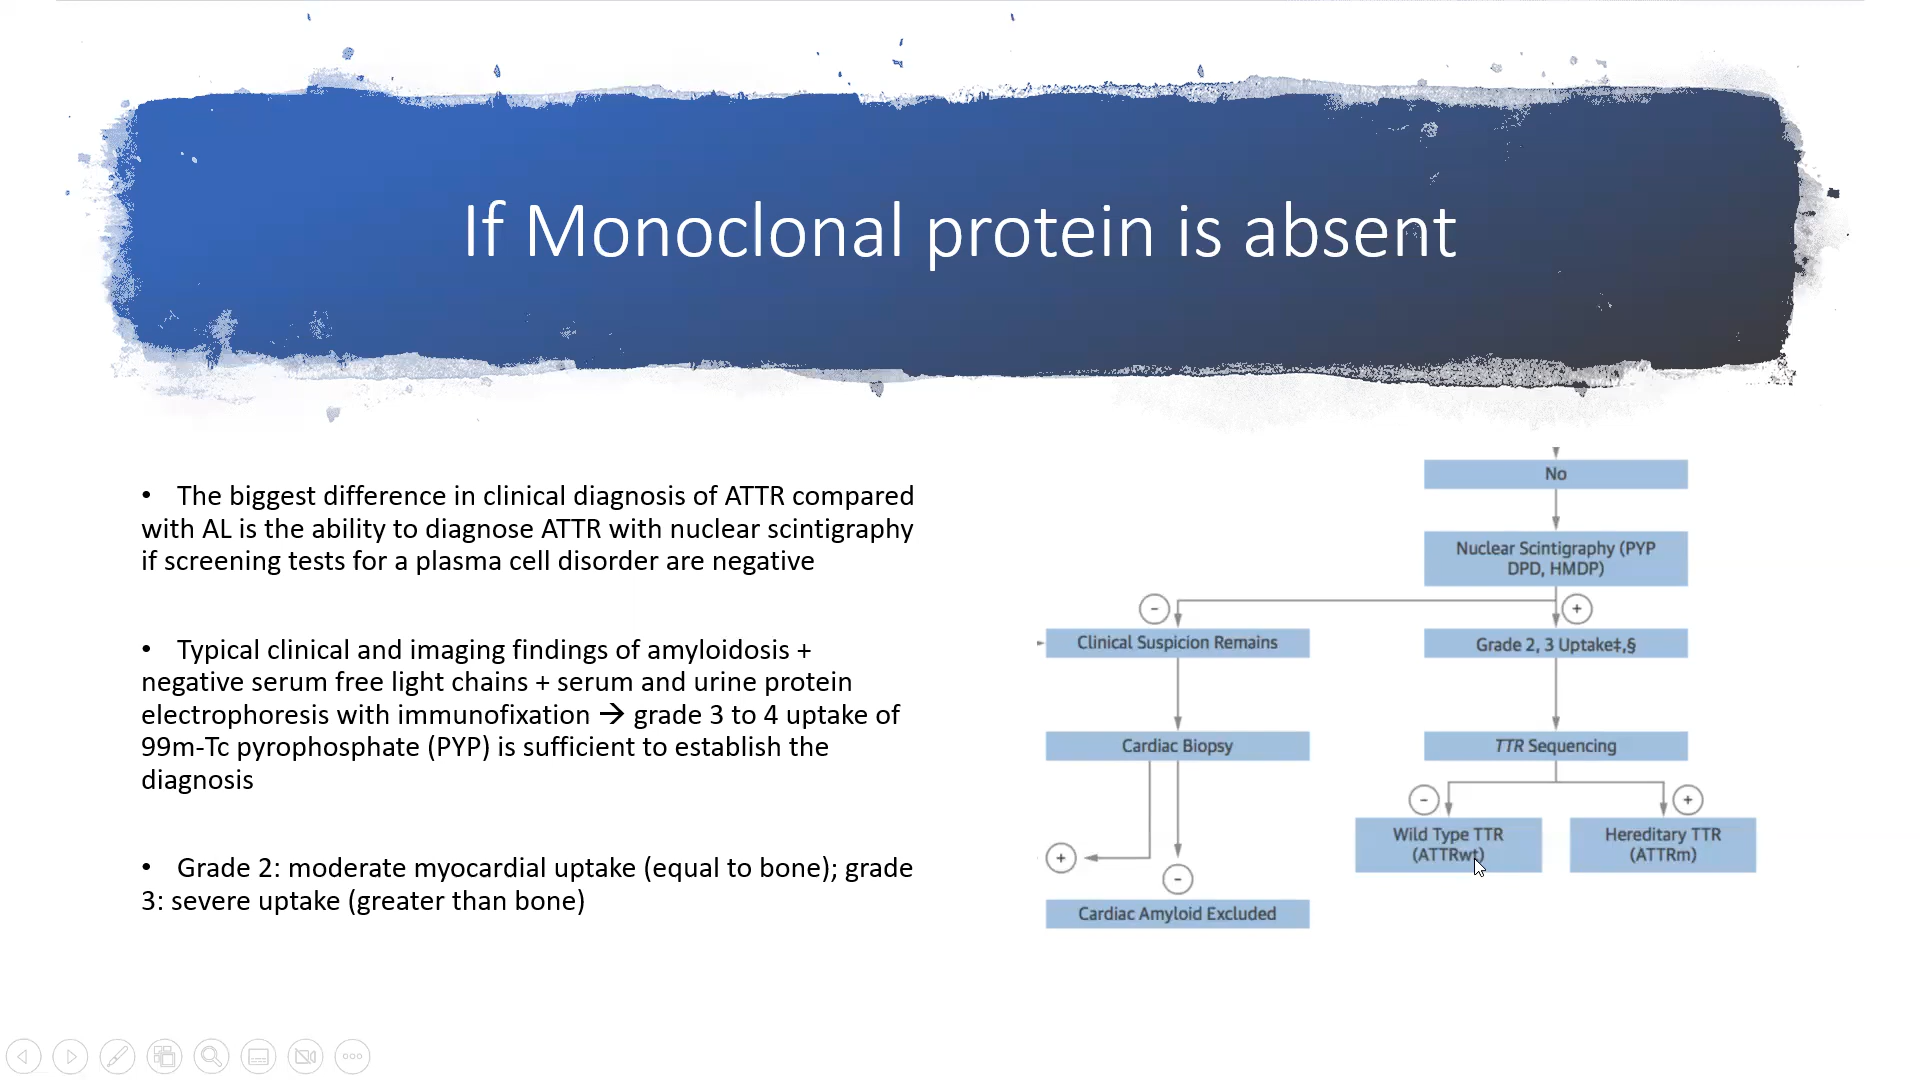 If Monoclonal protein is absent
• The biggest difference in clinical diagnosis of ATTR compared
with AL is the ability to diagnose ATTR with nuclear scintigraphy
if screening tests for a plasma cell disorder are negative
• Typical clinical and imaging findings of amyloidosis +
negative serum free light chains + serum and urine protein
electrophoresis with immunofixation → grade 3 to 4 uptake of
99m-Tc pyrophosphate (PYP) is sufficient to establish the
diagnosis
• Grade 2: moderate myocardial uptake (equal to bone); grade
3: severe uptake (greater than bone)
No
Nuclear Scintigraphy (PYP
DPD, HMDP)
-
+
Clinical Suspicion Remains
Grade 2, 3 Uptake‡,§
Cardiac Biopsy
TTR Sequencing
-
+
Wild Type TTR
(ATTRwt)
Hereditary TTR
(ATTRm)
+
-
Cardiac Amyloid Excluded